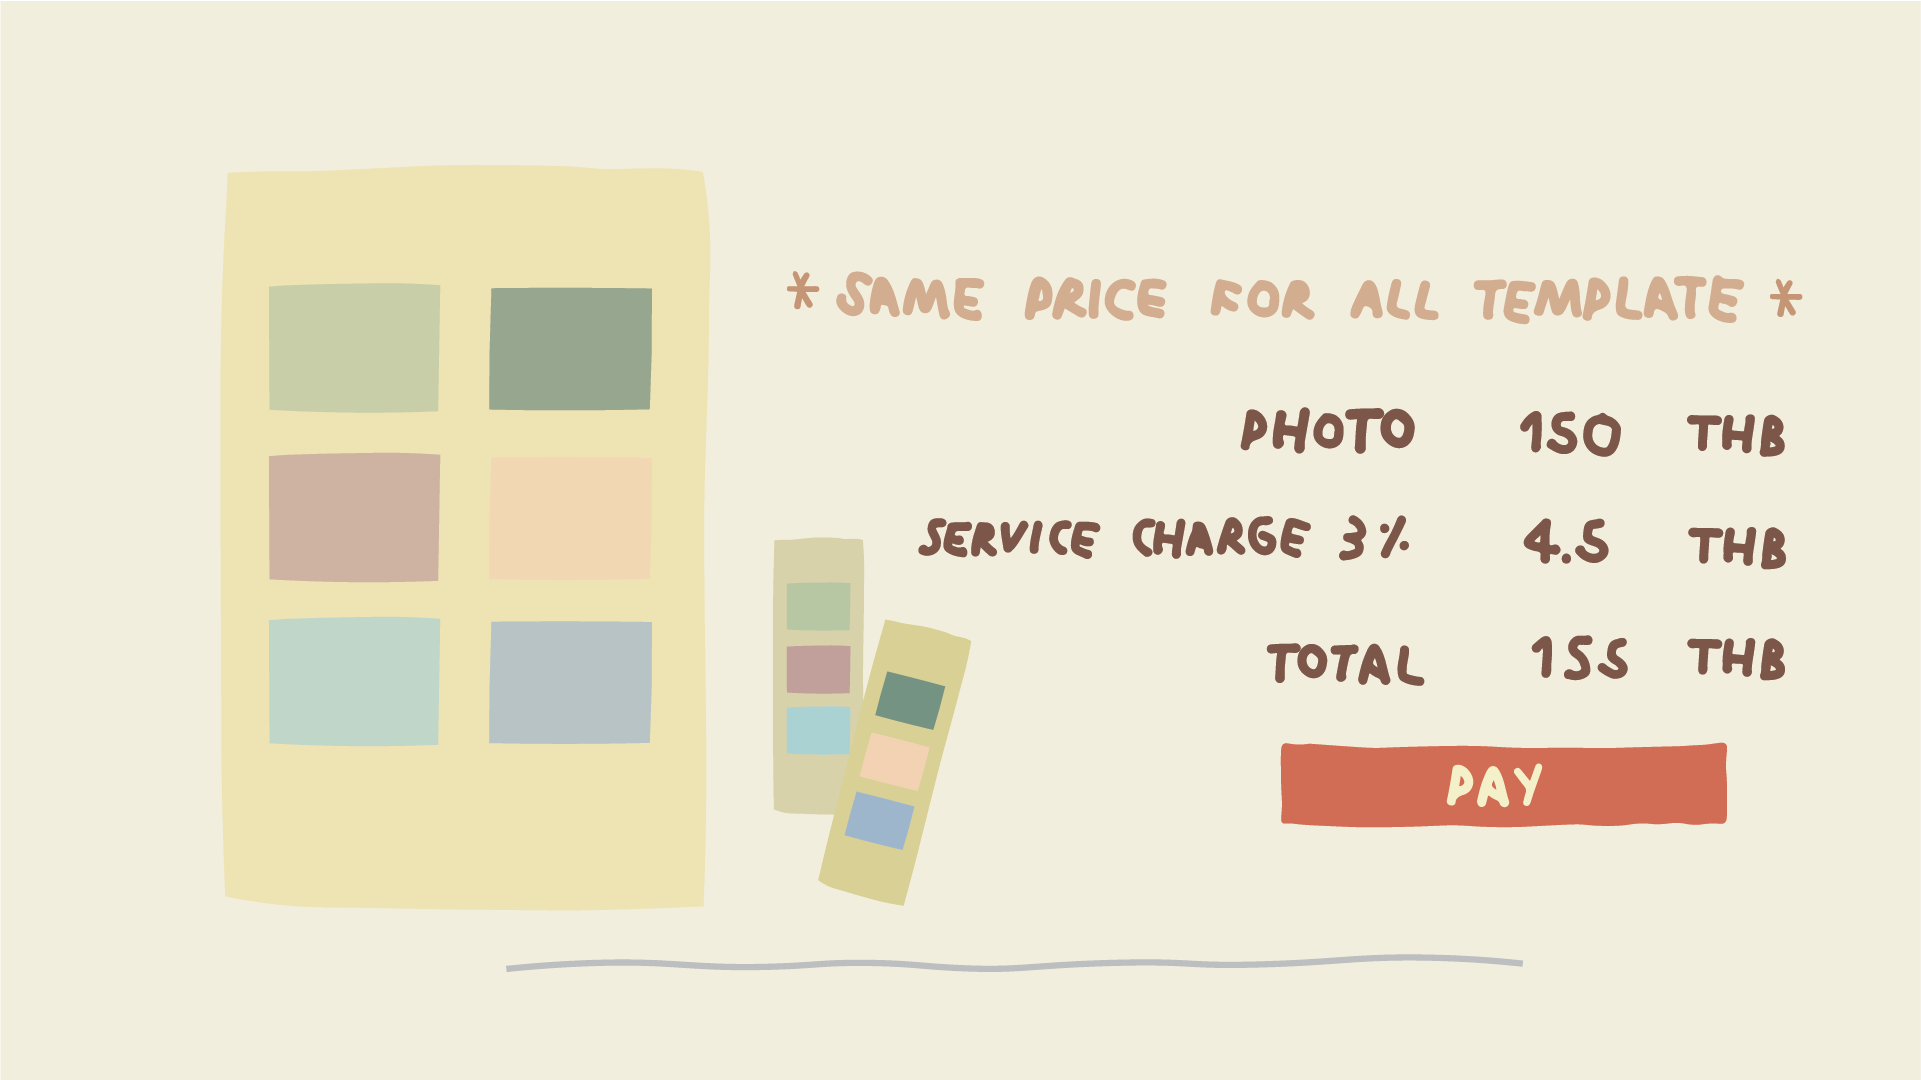 * SAME PRICE FOR ALL TEMPLATE *
PHOTO 150 THB
SERVICE CHARGE 3% 4.5 THB
TOTAL 155 THB
PAY